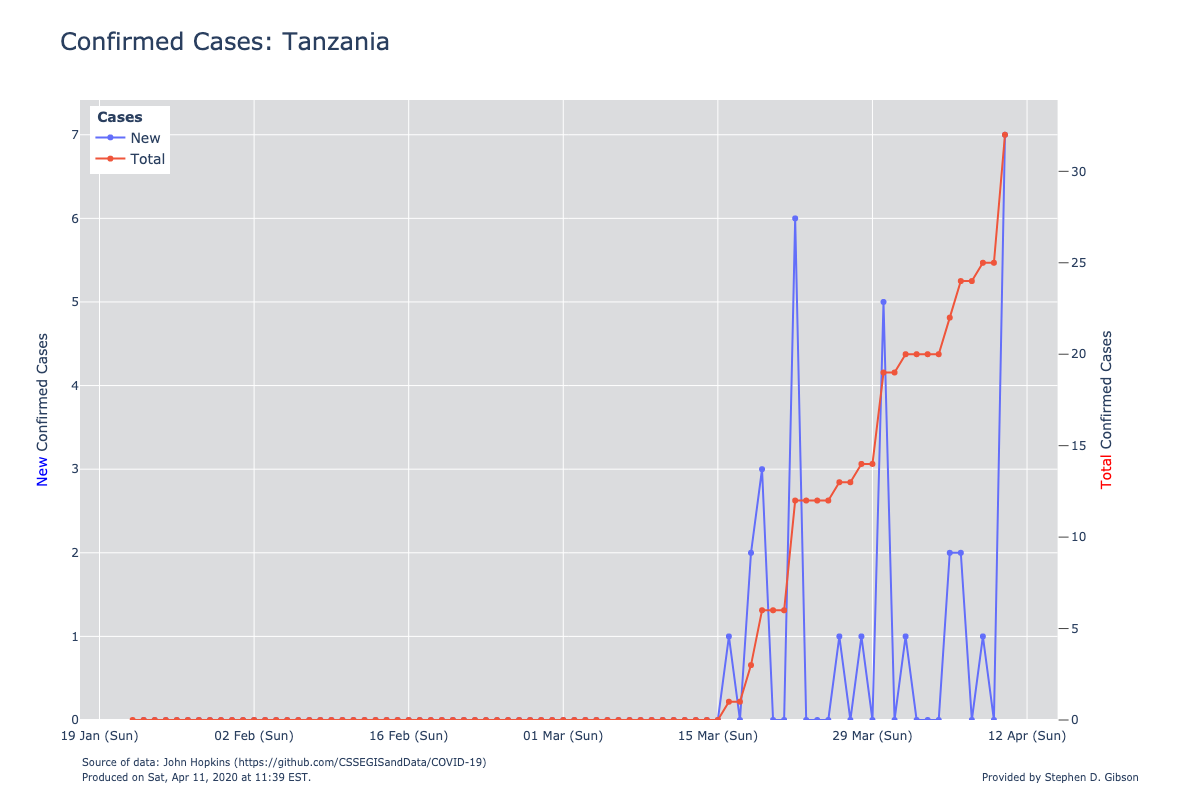 Confirmed Cases: Tanzania
Cases
New
Total
7
6
5
4
3
2
1
0
30
25
20
15
10
5
0
New Confirmed Cases
Total Confirmed Cases
19 Jan (Sun) 02 Feb (Sun) 16 Feb (Sun) 01 Mar (Sun) 15 Mar (Sun) 29 Mar (Sun) 12 Apr (Sun)
Source of data: John Hopkins (https://github.com/CSSEGISandData/COVID-19)
Produced on Sat, Apr 11, 2020 at 11:39 EST.
Provided by Stephen D. Gibson